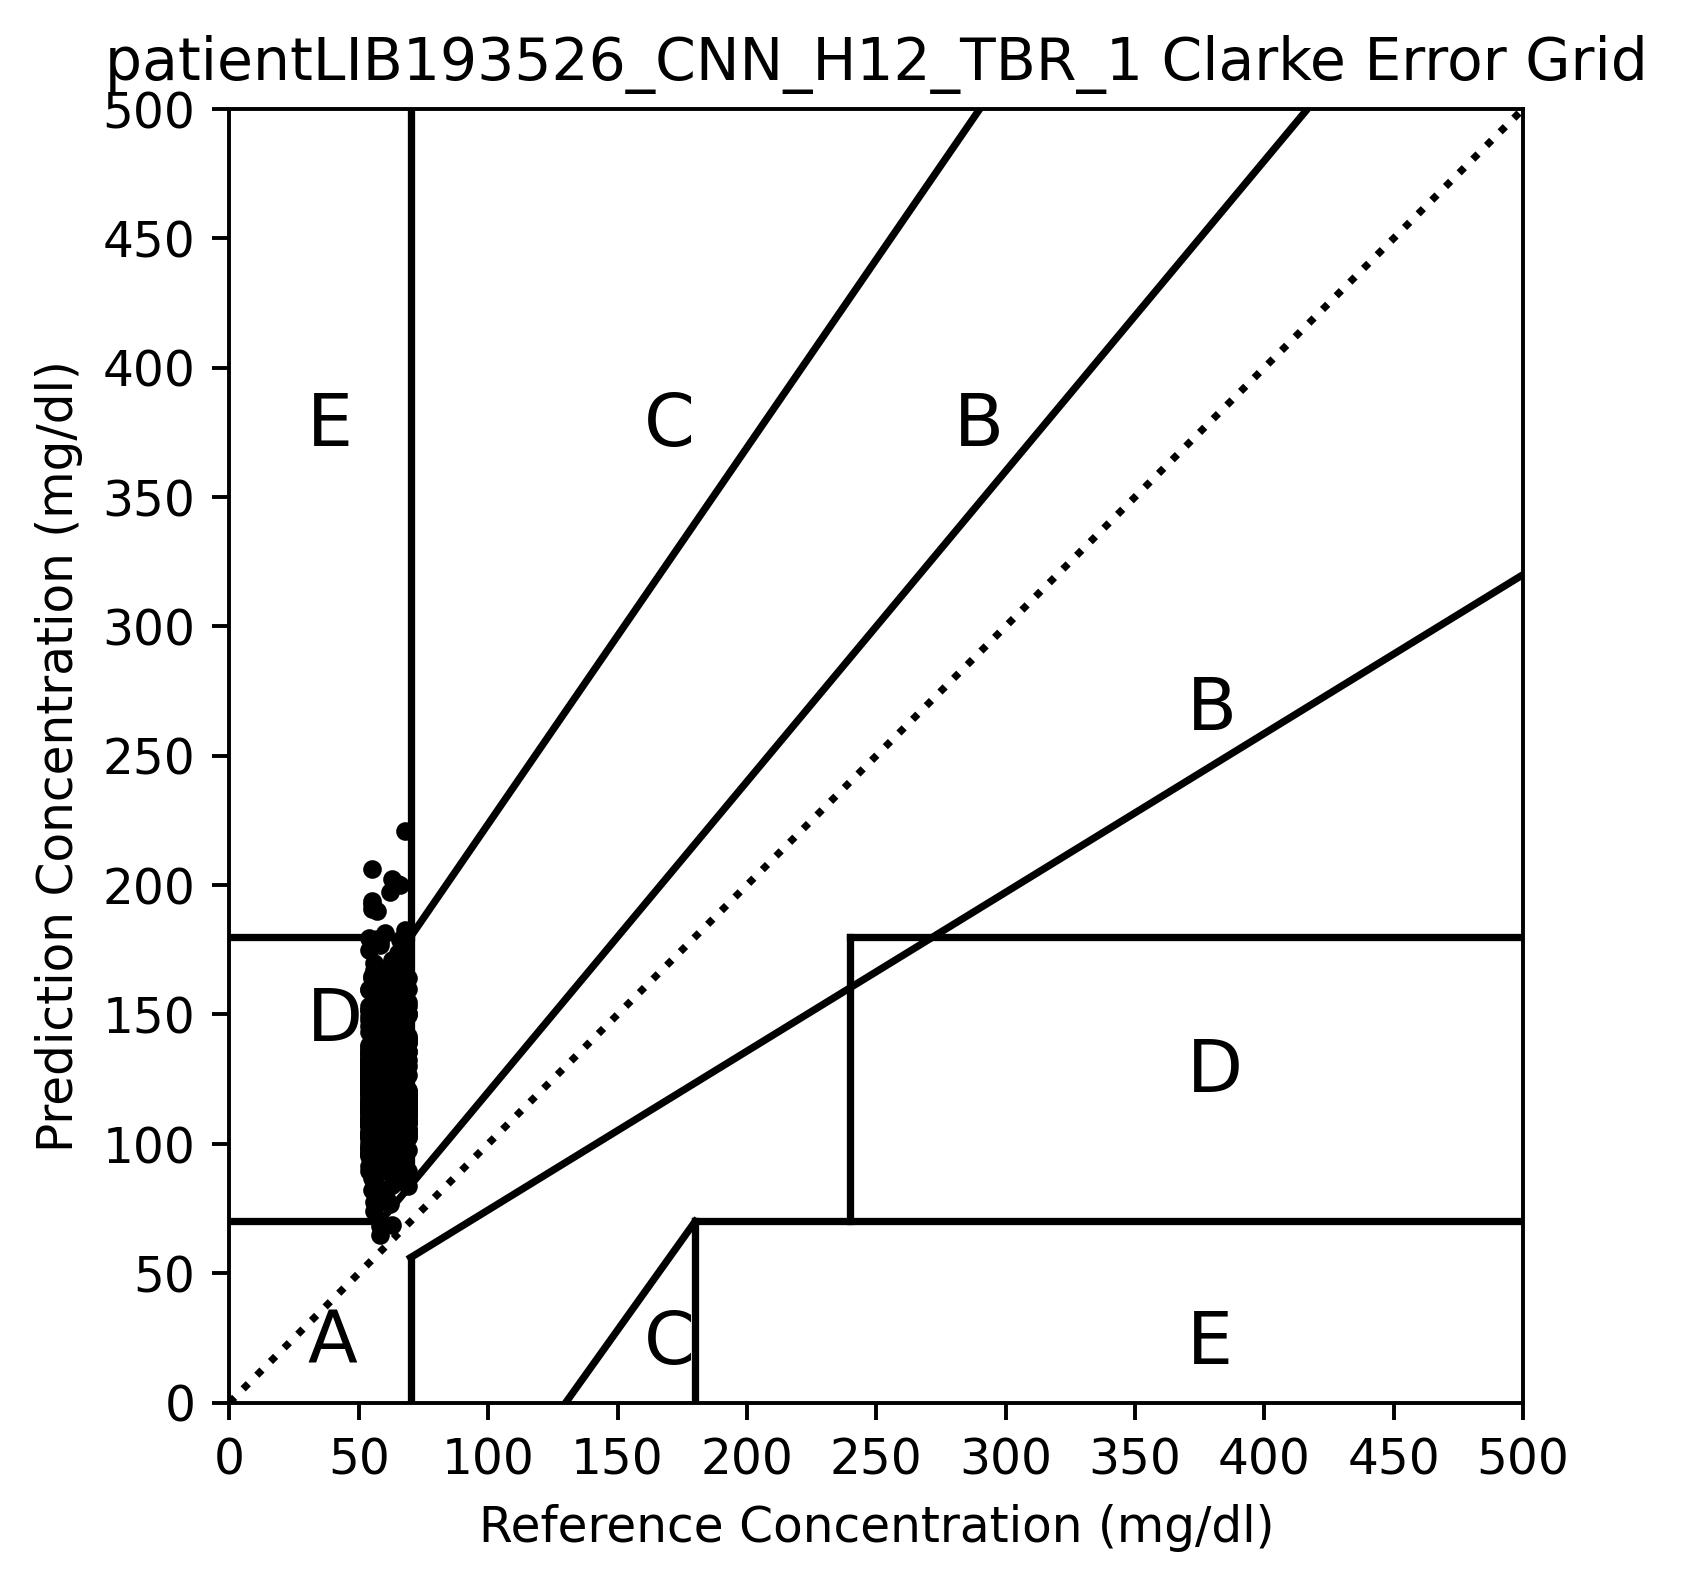 patientLIB193526_CNN_H12_TBR_1 Clarke Error Grid
Prediction Concentration (mg/dl)
500
450
400
350
300
250
200
150
100
50
0
E
C
B
B
D
D
A
C
E
0 50 100 150 200 250 300 350 400 450 500
Reference Concentration (mg/dl)